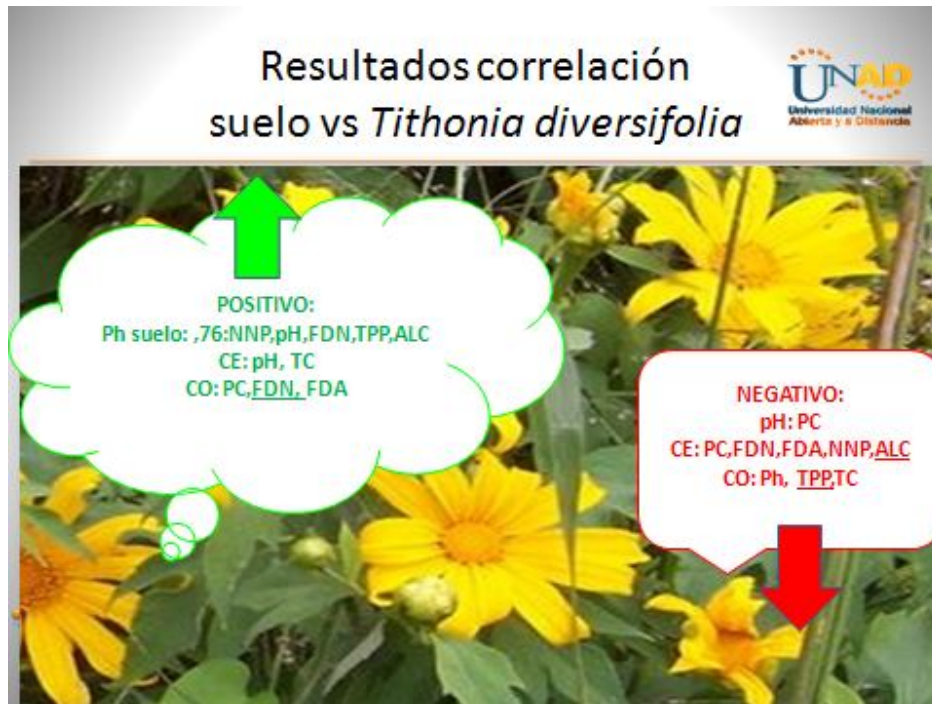 Resultados correlación
suelo vs Tithonia diversifolia
UNAD
Universidad Nacional
Abierta y a Distancia
POSITIVO:
Ph suelo: ,76:NNP,pH,FDN,TPP,ALC
CE: pH, TC
CO: PC,FDN, FDA
NEGATIVO:
pH: PC
CE: PC,FDN,FDA,NNP,ALC
CO: Ph, TPP,TC